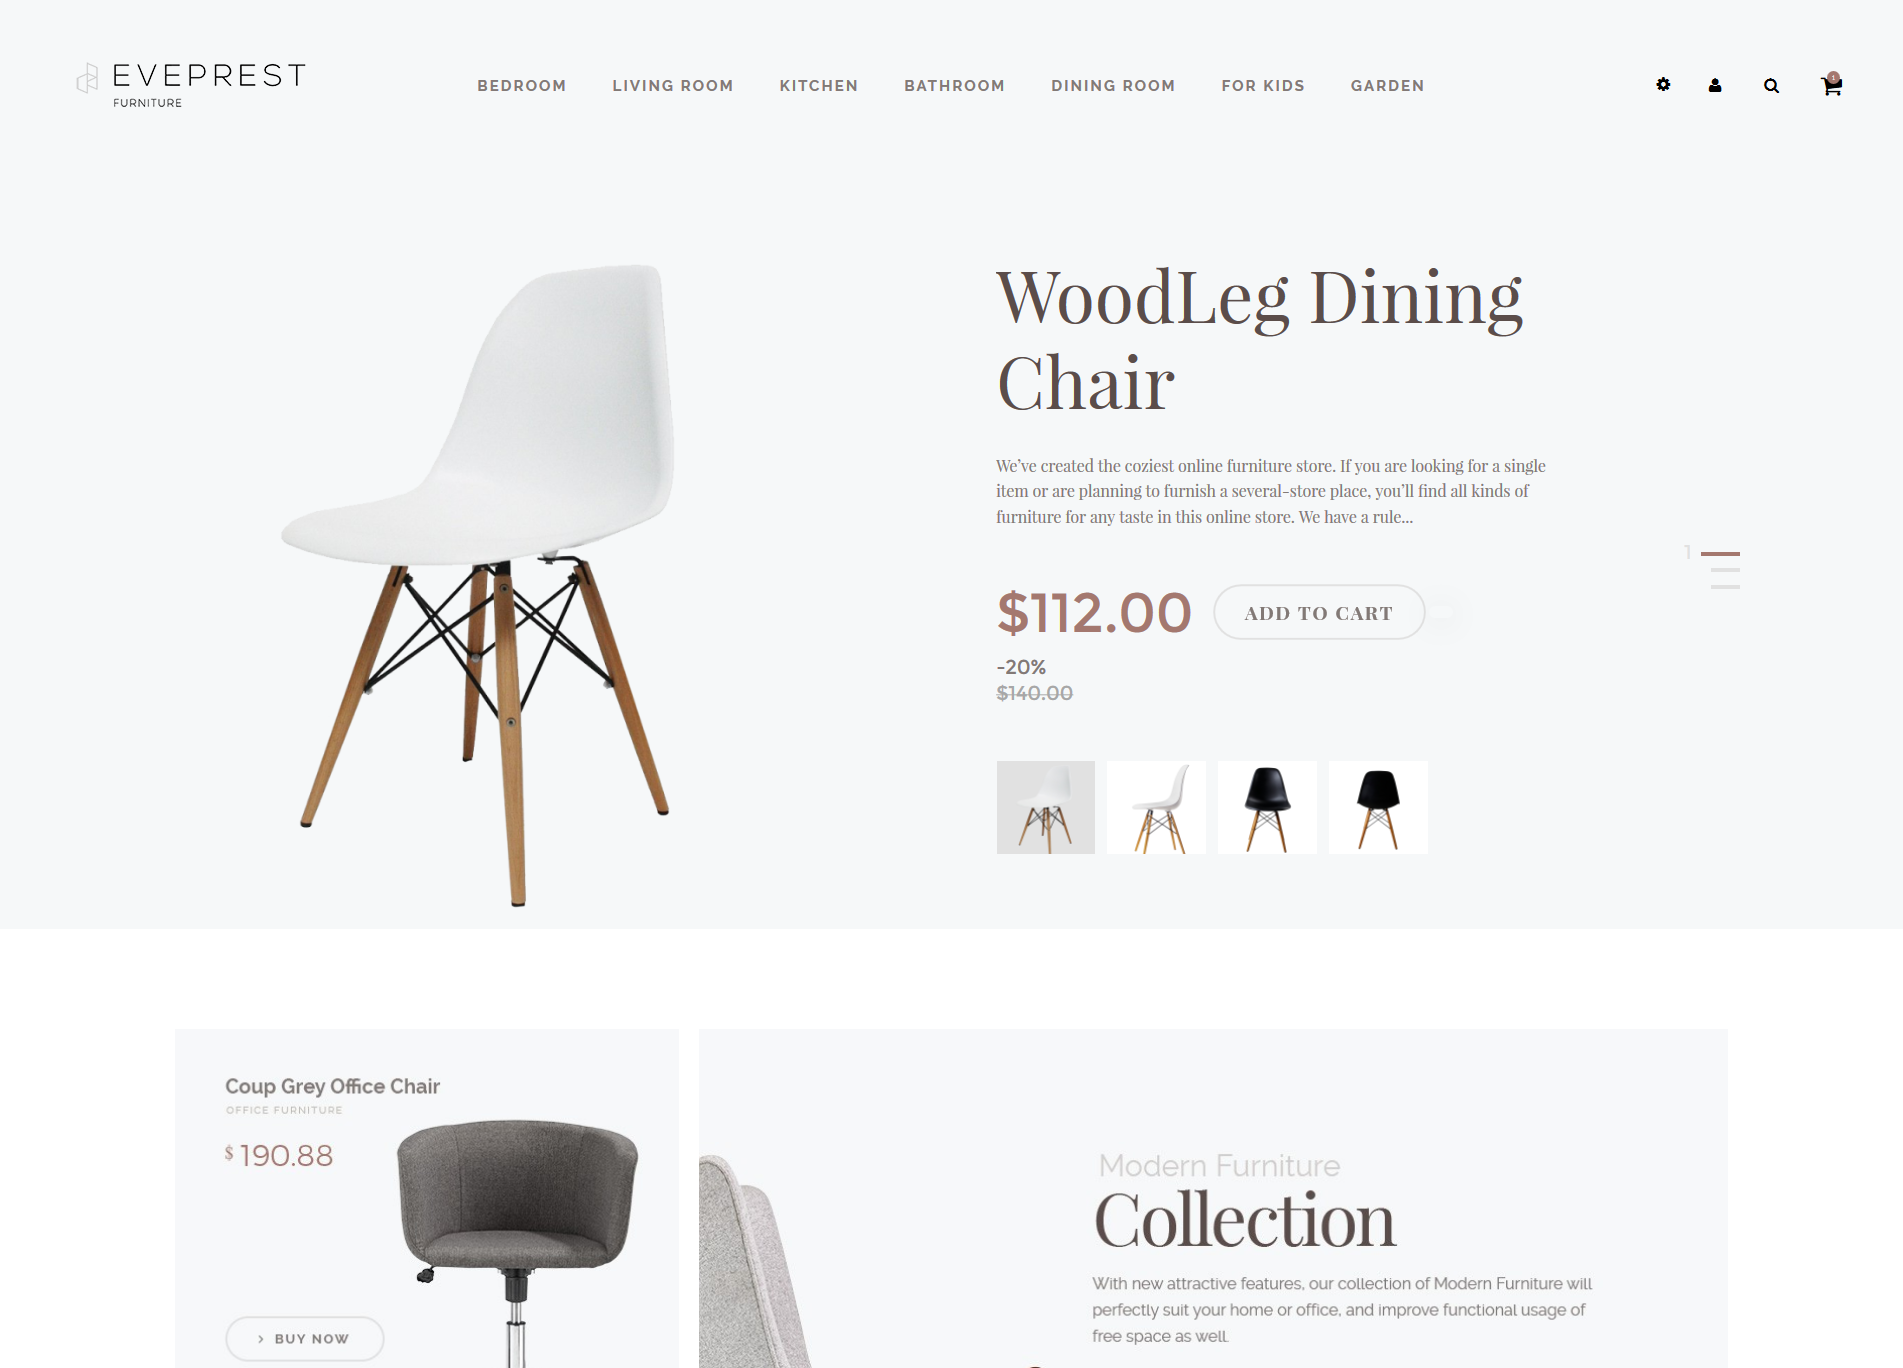 EVEPREST
FURNITURE
BEDROOM LIVING ROOM KITCHEN BATHROOM DINING ROOM FOR KIDS GARDEN
1
WoodLeg Dining
Chair
We’ve created the coziest online furniture store. If you are looking for a single
item or are planning to furnish a several-store place, you’ll find all kinds of
furniture for any taste in this online store. We have a rule...
1
$112.00 ADD TO CART
-20%
$140.00
Coup Grey Office Chair
OFFICE FURNITURE
$ 190.88
> BUY NOW
Modern Furniture
Collection
With new attractive features, our collection of Modern Furniture will
perfectly suit your home or office, and improve functional usage of
free space as well.